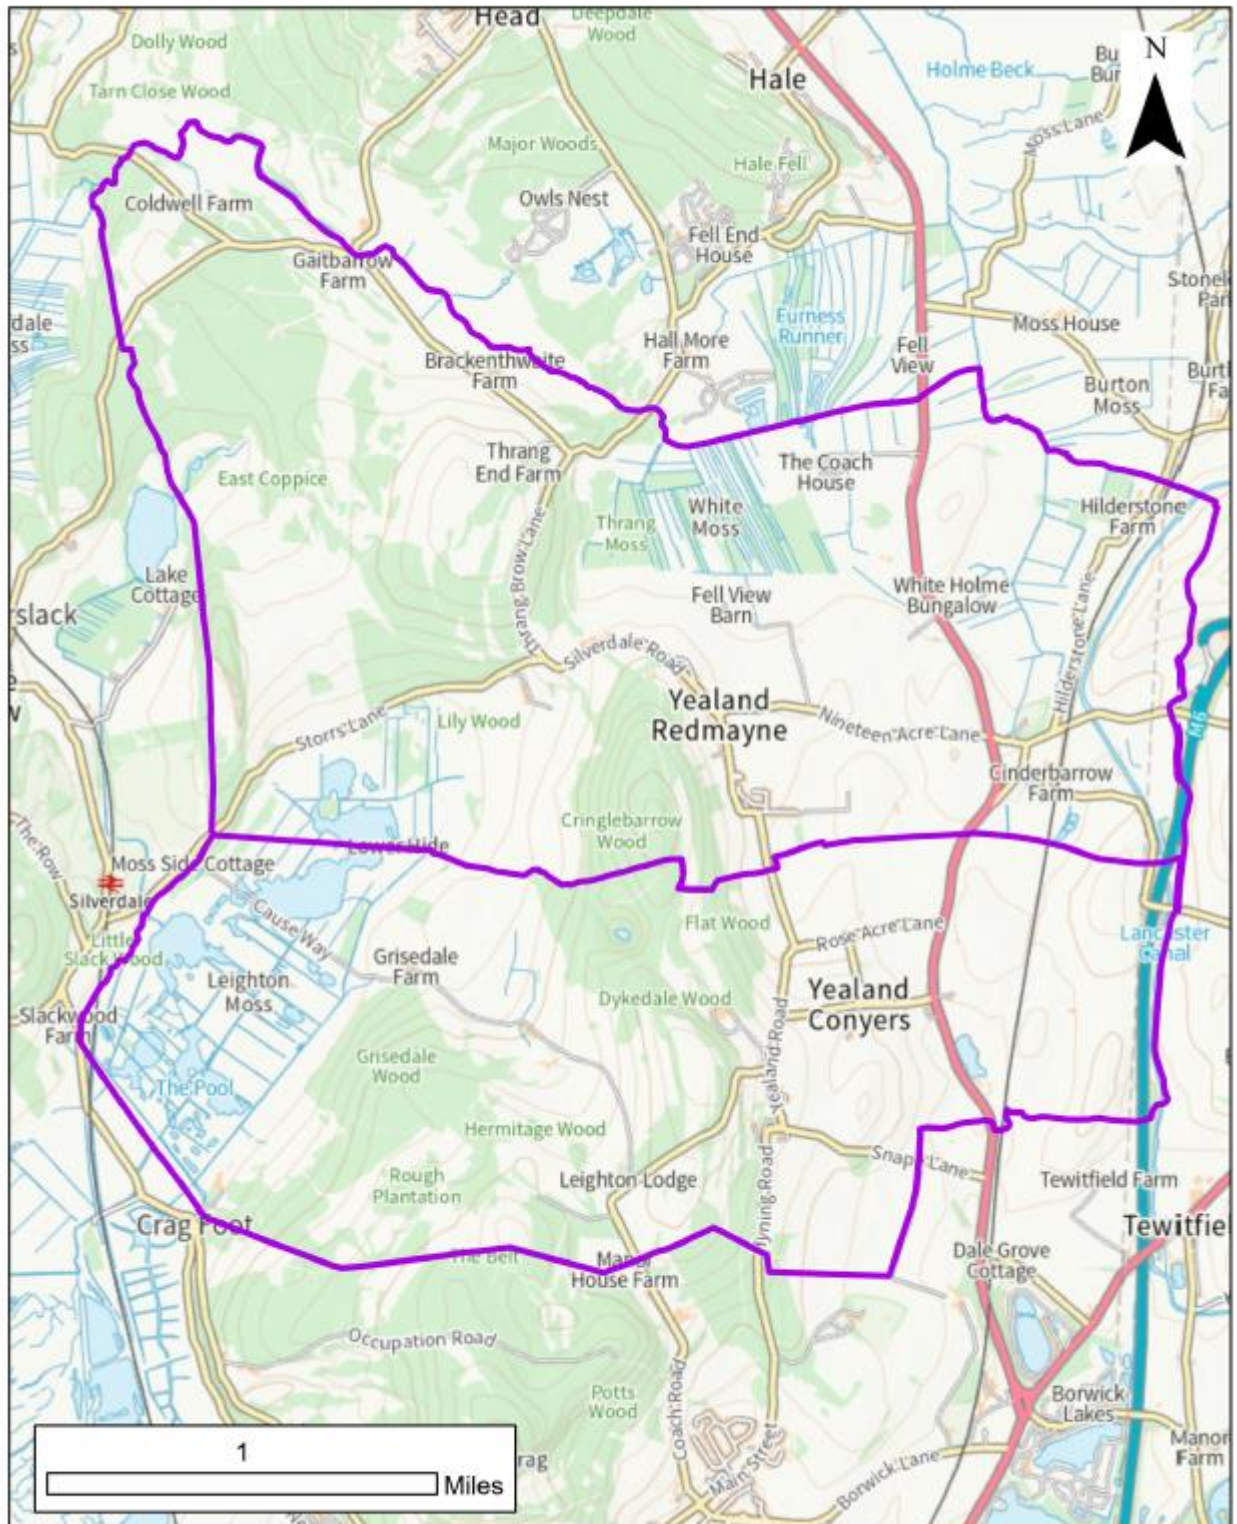 Head
Deepdale
Wood
Dolly Wood
Hale
Holme Beck
N
Tarn Close Wood
Major Woods
Moss Lane
Hale Fell
Coldwell Farm
Owls Nest
Fell End
House
Gaitbarrow
Farm
Furness
Runner
Moss House
Hall More
Farm
Fell
View
Brackenthwaite
Farm
Burton
Moss
Thrang
End Farm
The Coach
House
East Coppice
White
Moss
Thrang
Moss
Hilderstone
Farm
Thrang Brow Lane
Lake
Cottage
Fell View
Barn
White Holme
Bungalow
Hilderstone Lane
Silverdale Road
Yealand
Redmayne
Storrs Lane
Lily Wood
Nineteen Acre Lane
M6
Cinderbarrow
Farm
Cringlebarrow
Wood
The Row
Lower Hide
Moss Side Cottage
Silverdale
Cause Way
Flat Wood
Rose Acre Lane
Lancaster
Canal
Little
Slack Wood
Leighton
Moss
Grisedale
Farm
Dykedale Wood
Yealand
Conyers
Slackwood
Farm
Grisedale
Wood
The Pool
Yealand Road
Hermitage Wood
Snape Lane
Rough
Plantation
Leighton Lodge
Tyning Road
Tewitfield Farm
Crag Foot
Tewitfiel
The Belt
Manor
House Farm
Dale Grove
Cottage
Occupation Road
Potts
Wood
Coach Road
Borwick
Lakes
Main Street
Borwick Lane
Manor
Farm
1
Miles